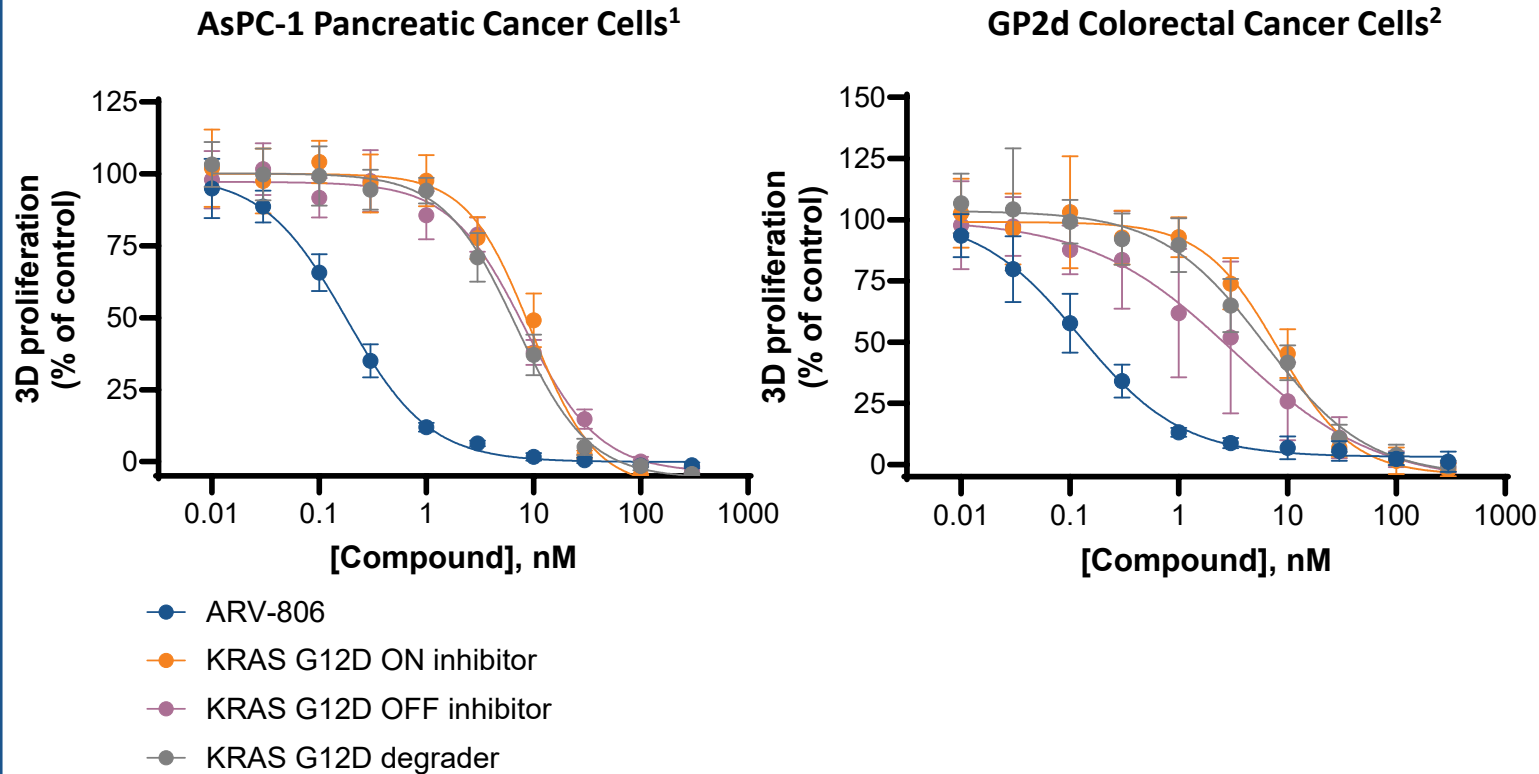 AsPC-1 Pancreatic Cancer Cells¹
3D proliferation
(% of control)
125
100
75
50
25
0
0.01 0.1 1 10 100 1000
[Compound], nM
GP2d Colorectal Cancer Cells²
3D proliferation
(% of control)
150
125
100
75
50
25
0
0.01 0.1 1 10 100 1000
[Compound], nM
ARV-806
KRAS G12D ON inhibitor
KRAS G12D OFF inhibitor
KRAS G12D degrader